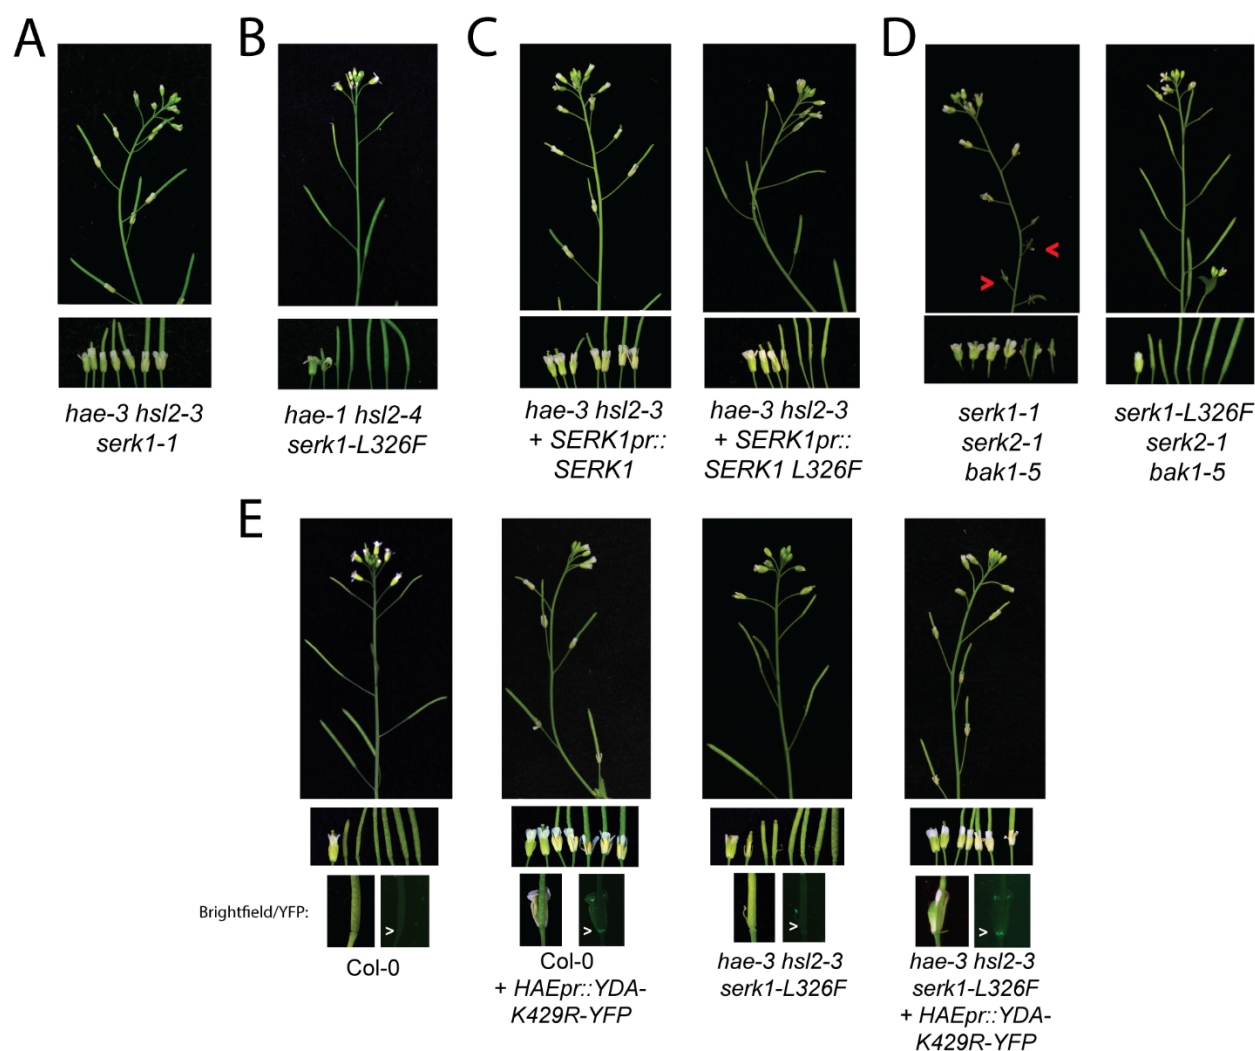 A
B
C
D
hae-3 hsl2-3
serk1-1
hae-1 hsl2-4
serk1-L326F
hae-3 hsl2-3
+ SERK1pr::
SERK1
hae-3 hsl2-3
+ SERK1pr::
SERK1 L326F
serk1-1
serk2-1
bak1-5
serk1-L326F
serk2-1
bak1-5
E
Brightfield/YFP:
Col-0
Col-0
+ HAEpr::YDA-
K429R-YFP
hae-3 hsl2-3
serk1-L326F
hae-3 hsl2-3
serk1-L326F
+ HAEpr::YDA-
K429R-YFP